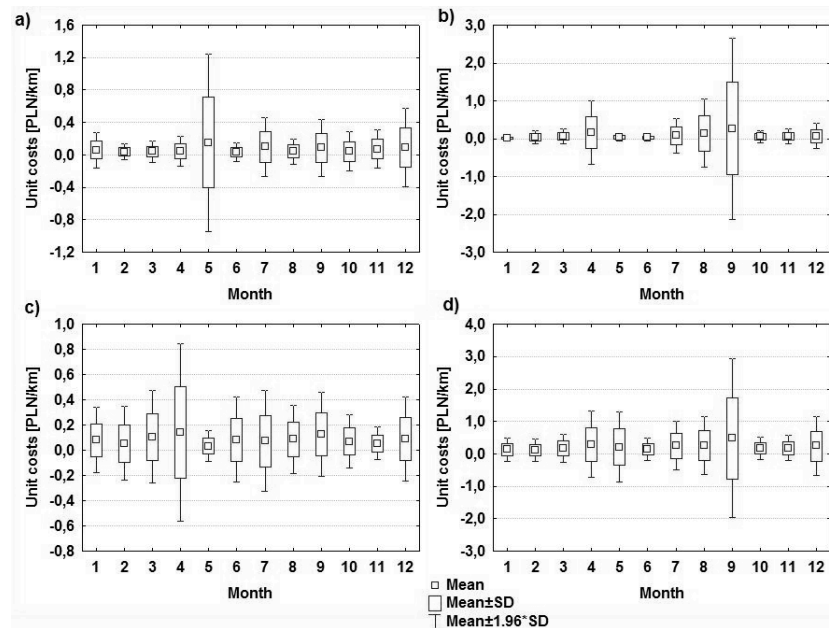 a)
Unit costs [PLN/km]
1,6
1,2
0,8
0,4
0,0
-0,4
-0,8
-1,2
1 2 3 4 5 6 7 8 9 10 11 12
Month
b)
Unit costs [PLN/km]
3,0
2,0
1,0
0,0
-1,0
-2,0
-3,0
1 2 3 4 5 6 7 8 9 10 11 12
Month
c)
Unit costs [PLN/km]
1,0
0,8
0,6
0,4
0,2
0,0
-0,2
-0,4
-0,6
-0,8
1 2 3 4 5 6 7 8 9 10 11 12
Month
d)
Unit costs [PLN/km]
4,0
3,0
2,0
1,0
0,0
-1,0
-2,0
-3,0
1 2 3 4 5 6 7 8 9 10 11 12
Month
Mean
Mean±SD
Mean±1.96*SD